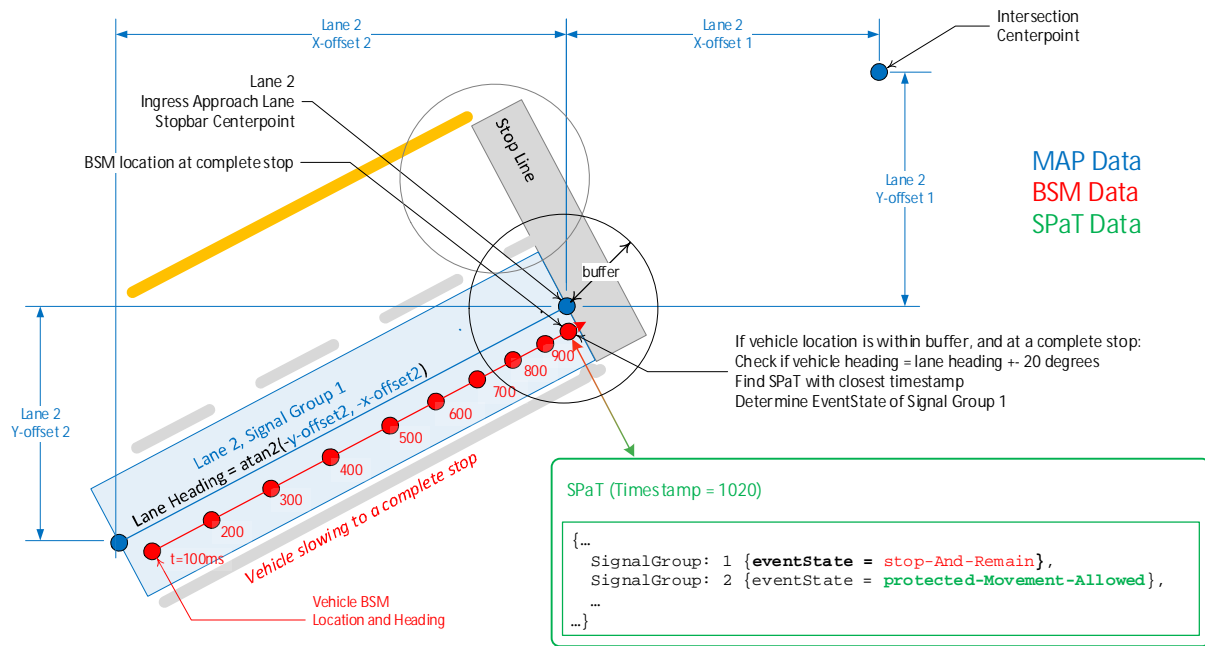 Lane 2
X-offset 2
Lane 2
X-offset 1
Intersection
Centerpoint
Lane 2
Ingress Approach Lane
Stopbar Centerpoint
BSM location at complete stop
Stop Line
MAP Data
BSM Data
SPaT Data
Lane 2
Y-offset 1
buffer
If vehicle location is within buffer, and at a complete stop:
Check if vehicle heading = lane heading +- 20 degrees
Find SPaT with closest timestamp
Determine EventState of Signal Group 1
Lane 2
Y-offset 2
Lane 2, Signal Group 1
Lane Heading = atan2(-y-offset2, -x-offset2)
t=100ms
200
300
400
500
600
700
800
900
Vehicle slowing to a complete stop
Vehicle BSM
Location and Heading
SPaT (Timestamp = 1020)
{…
SignalGroup: 1 {eventState = stop-And-Remain},
SignalGroup: 2 {eventState = protected-Movement-Allowed},
…
…}